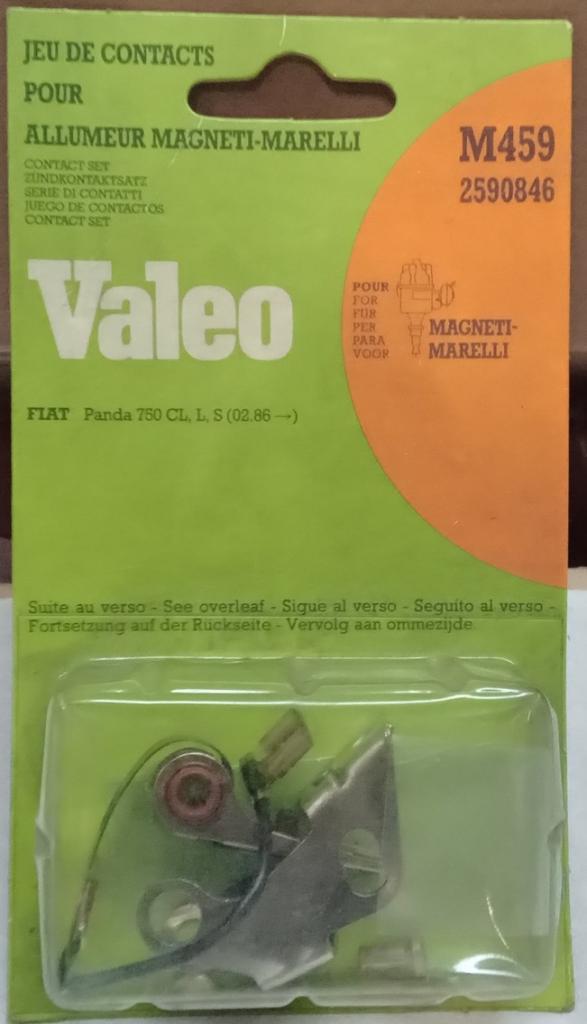 JEU DE CONTACTS
POUR
ALLUMEUR MAGNETI-MARELLI
CONTACT SET
ZÜNDKONTAKTSATZ
SERIE DI CONTATTI
JUEGO DE CONTACTOS
CONTACT SET
M459
2590846
Valeo
POUR
FOR
FÜR
PER
PARA
VOOR
MAGNETI-
MARELLI
FIAT Panda 750 CL, L, S (02.86 →)
Suite au verso - See overleaf - Sigue al verso - Seguito al verso -
Fortsetzung auf der Rückseite - Vervolg aan ommezijde